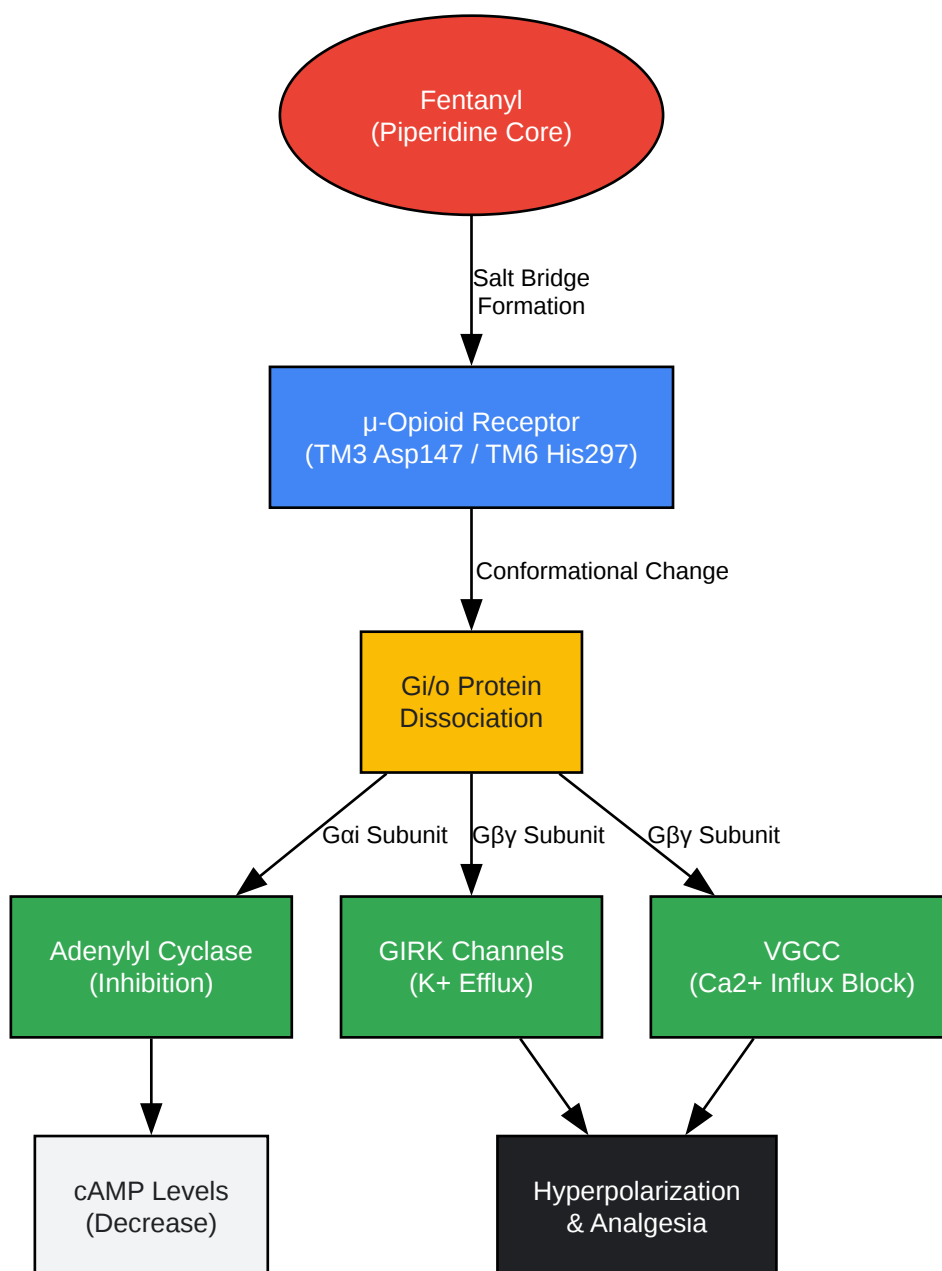 Fentanyl
(Piperidine Core)
Salt Bridge
Formation
μ-Opioid Receptor
(TM3 Asp147 / TM6 His297)
Conformational Change
Gi/o Protein
Dissociation
Gαi Subunit
Gβγ Subunit
Gβγ Subunit
Adenylyl Cyclase
(Inhibition)
GIRK Channels
(K+ Efflux)
VGCC
(Ca2+ Influx Block)
cAMP Levels
(Decrease)
Hyperpolarization
& Analgesia